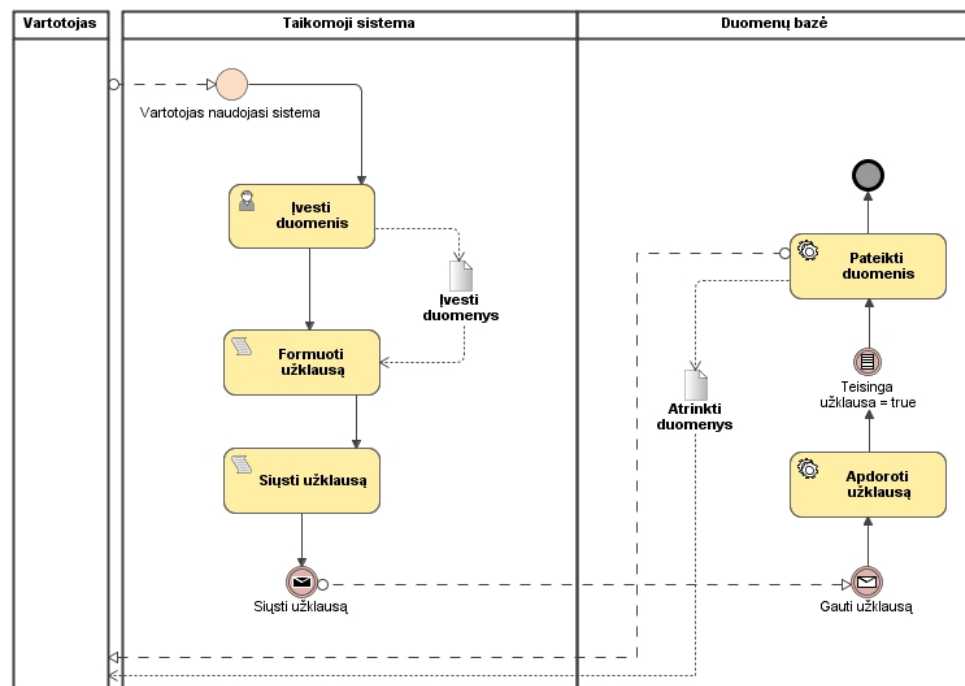 Vartotojas
Taikomoji sistema
Duomenų bazė
Vartotojas naudojasi sistema
Įvesti
duomenis
Įvesti
duomenys
Formuoti
užklausą
Siųsti užklausą
Siųsti užklausą
Pateikti
duomenis
Teisinga
užklausa = true
Atrinkti
duomenys
Apdoroti
užklausą
Gauti užklausą